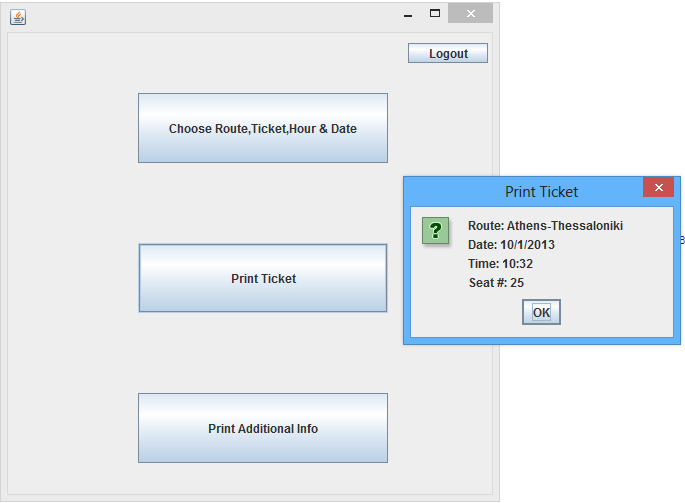 Logout
Choose Route,Ticket,Hour & Date
Print Ticket
Print Additional Info
Print Ticket
?
Route: Athens-Thessaloniki
Date: 10/1/2013
Time: 10:32
Seat #: 25
OK